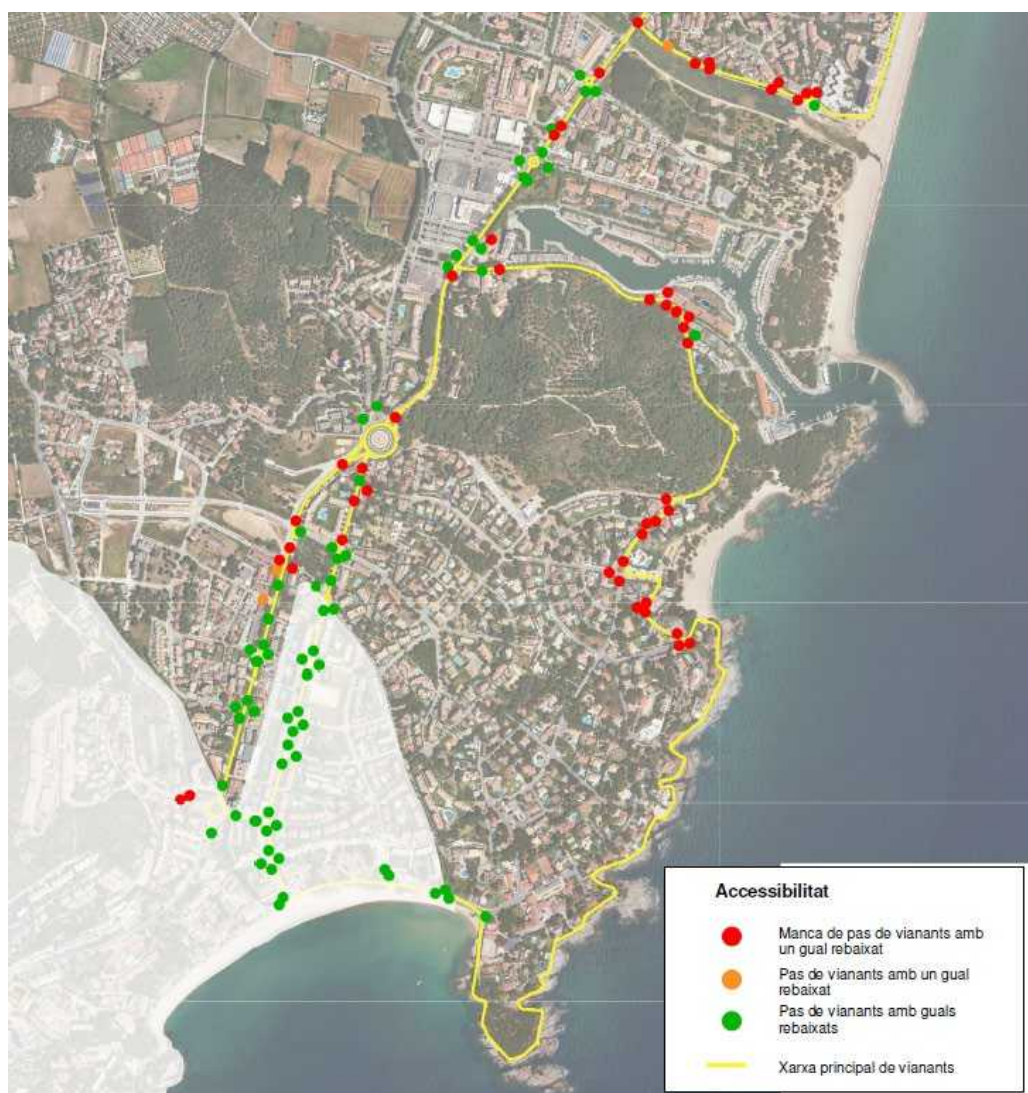 Accessibilitat
Manca de pas de vianants amb
un gual rebaixat
Pas de vianants amb un gual
rebaixat
Pas de vianants amb guals
rebaixats
Xarxa principal de vianants